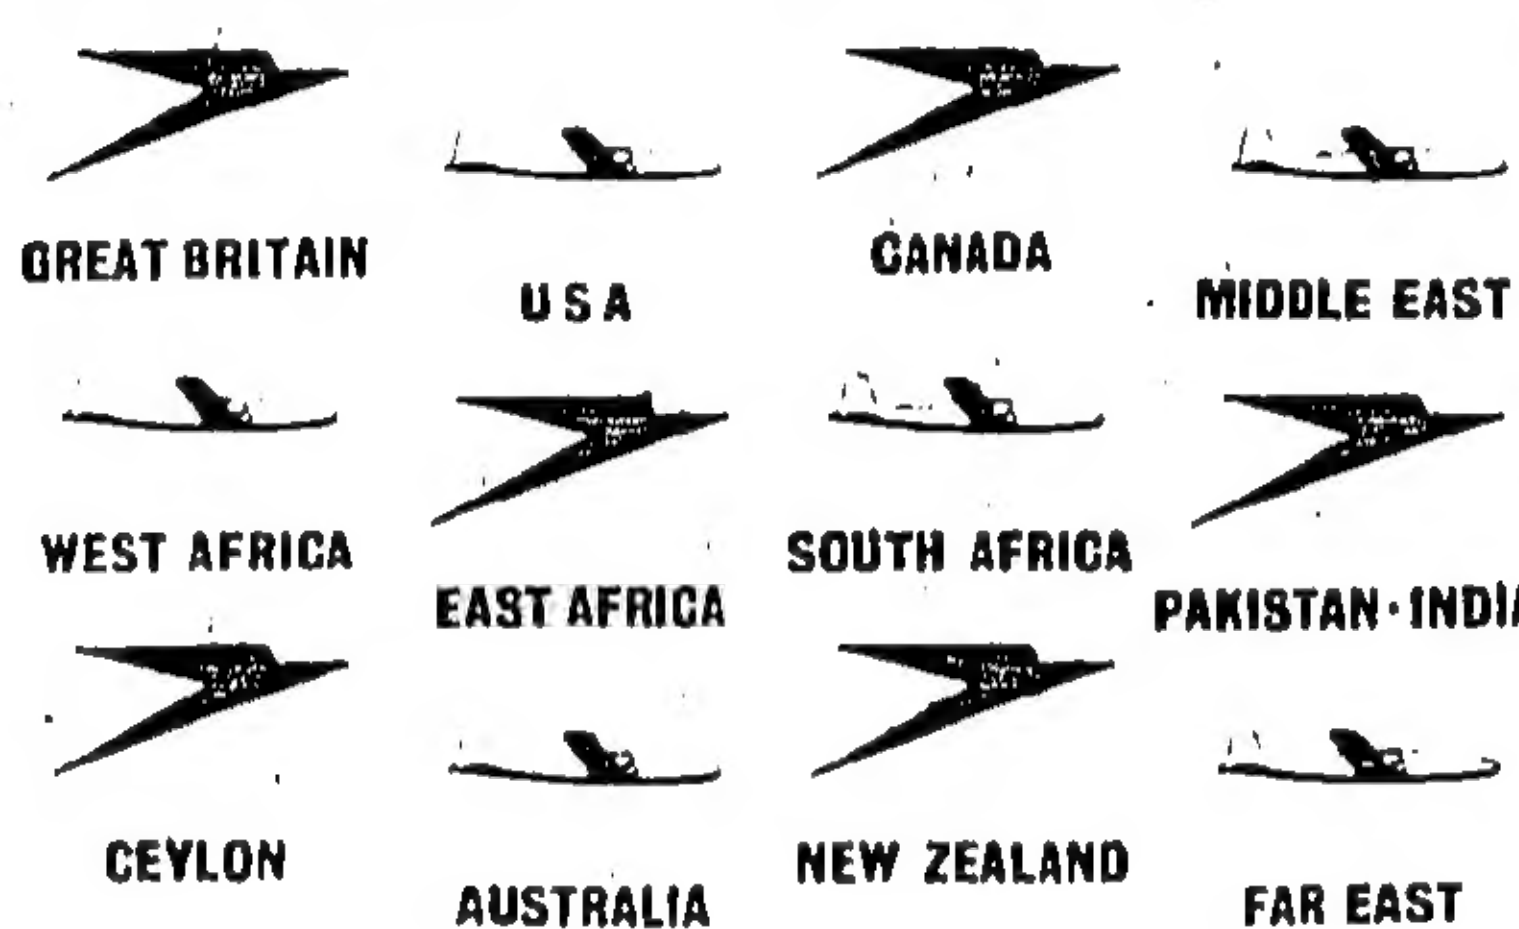 GREAT BRITAIN
USA
CANADA
MIDDLE EAST
WEST AFRICA
EAST AFRICA
SOUTH AFRICA
PAKISTAN · INDIA
CEYLON
AUSTRALIA
NEW ZEALAND
FAR EAST